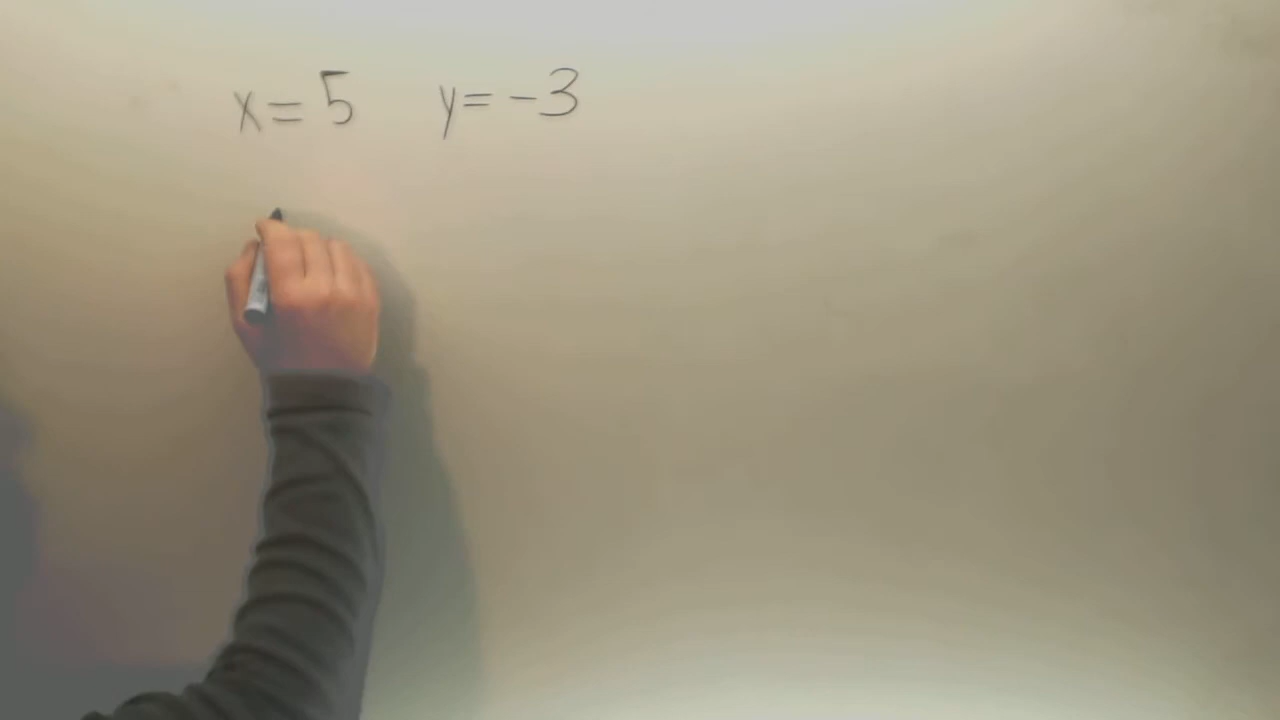 x = 5 y = -3